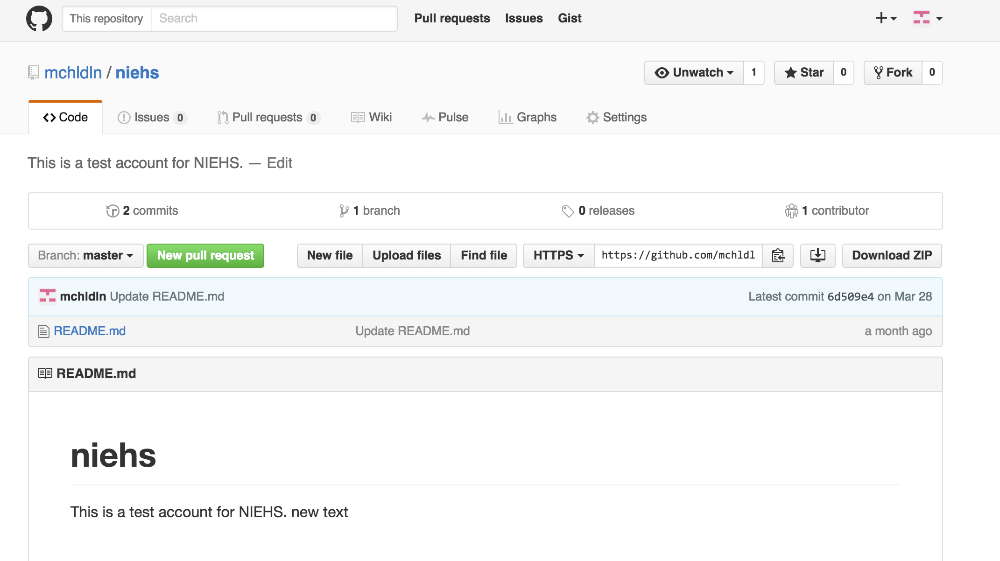 This repository Search Pull requests Issues Gist
mchldln / niehs Unwatch 1 Star 0 Fork 0
Code Issues 0 Pull requests 0 Wiki Pulse Graphs Settings
This is a test account for NIEHS. — Edit
2 commits 1 branch 0 releases 1 contributor
Branch: master New pull request New file Upload files Find file HTTPS https://github.com/mchldl Download ZIP
mchldln Update README.md Latest commit 6d509e4 on Mar 28
README.md Update README.md a month ago
README.md
niehs
This is a test account for NIEHS. new text